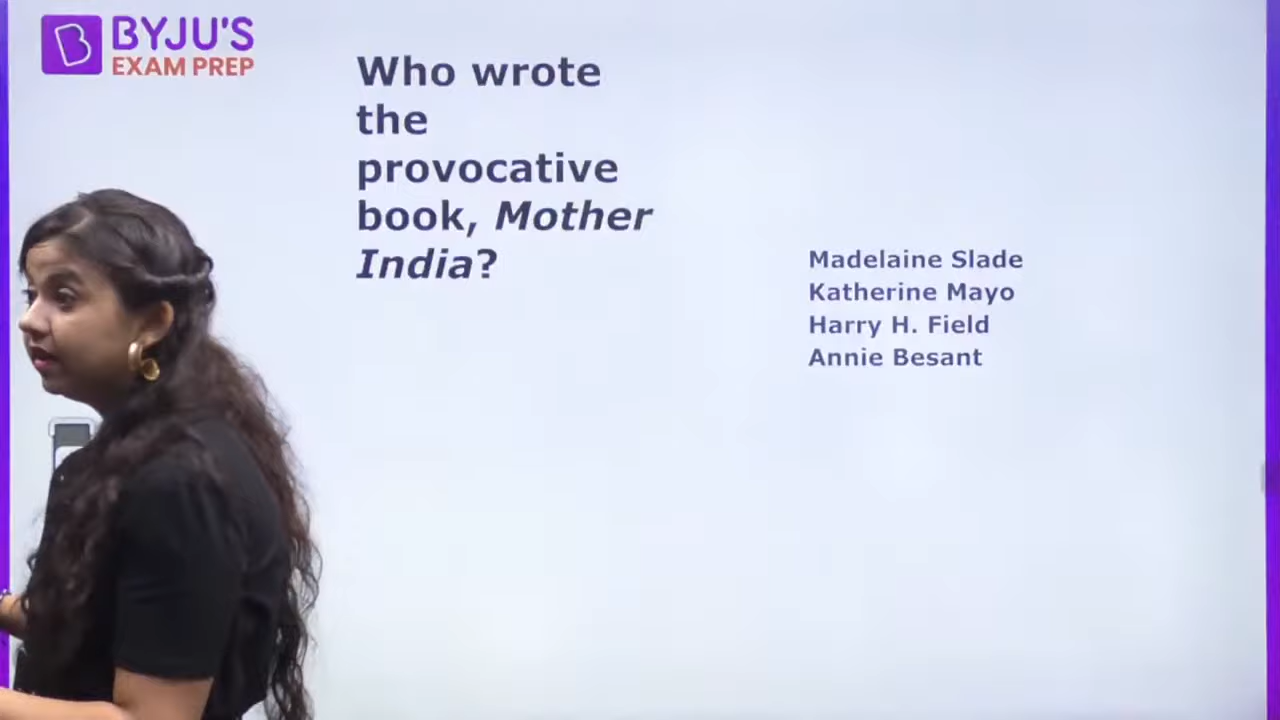 BYJU'S
EXAM PREP
Who wrote
the
provocative
book, Mother
India?
Madelaine Slade
Katherine Mayo
Harry H. Field
Annie Besant